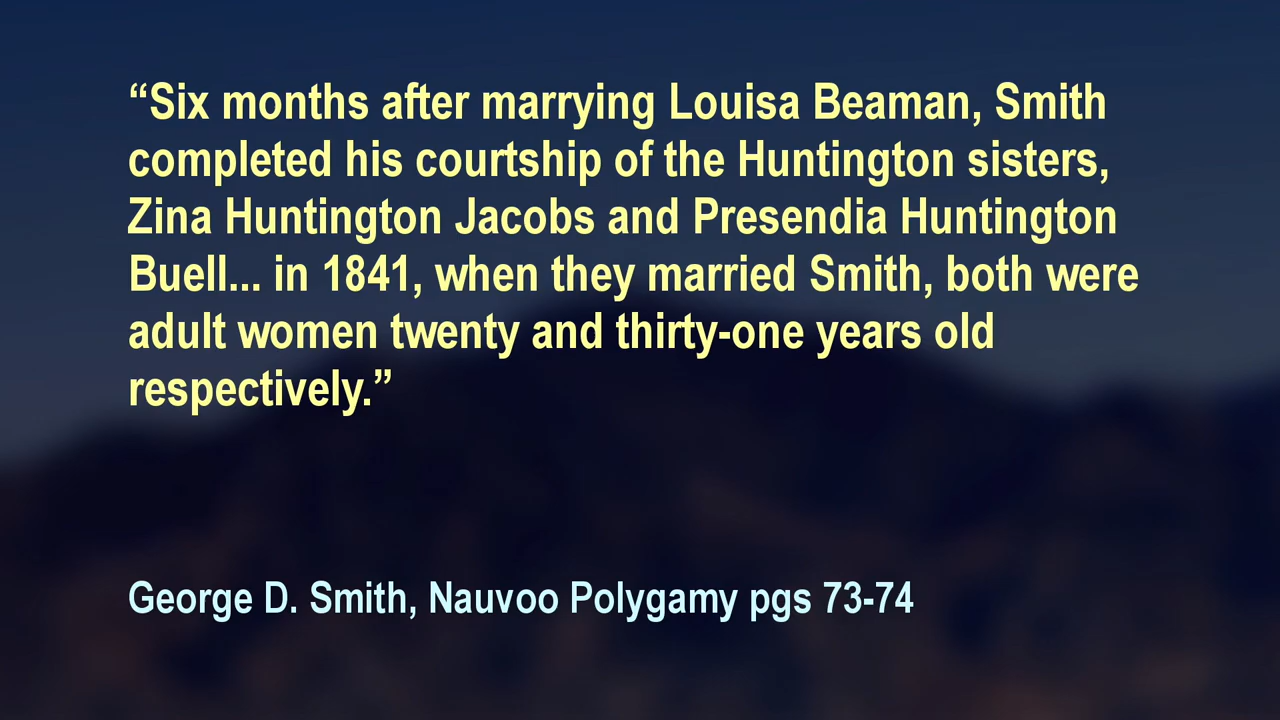 “Six months after marrying Louisa Beaman, Smith
completed his courtship of the Huntington sisters,
Zina Huntington Jacobs and Presendia Huntington
Buell... in 1841, when they married Smith, both were
adult women twenty and thirty-one years old
respectively.”
George D. Smith, Nauvoo Polygamy pgs 73-74